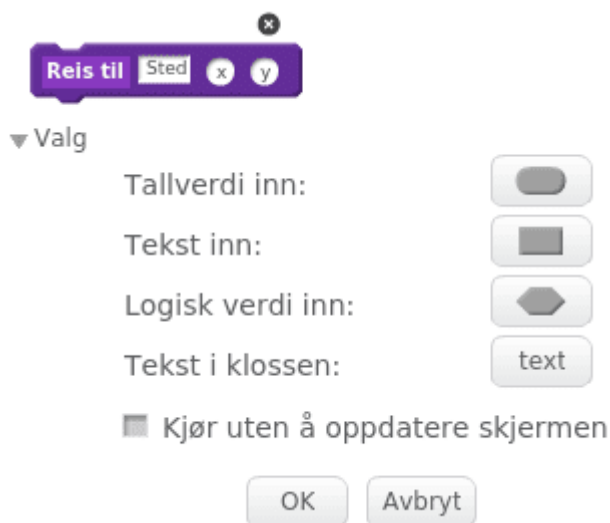 Reis til Sted x y
Valg
Tallverdi inn:
Tekst inn:
Logisk verdi inn:
Tekst i klossen: text
Kjør uten å oppdatere skjermen
OK Avbryt